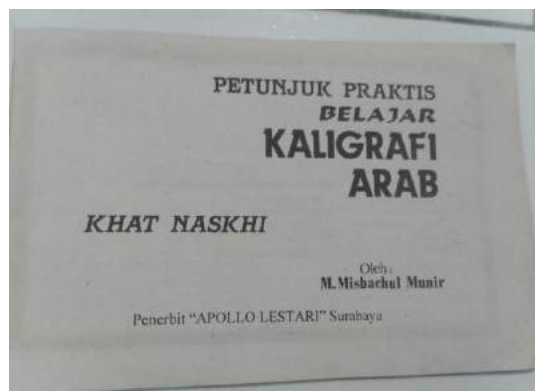 PETUNJUK PRAKTIS
BELAJAR
KALIGRAFI
ARAB
KHAT NASKHI
Oleh :
M. Misbachul Munir
Penerbit "APOLLO LESTARI" Surabaya